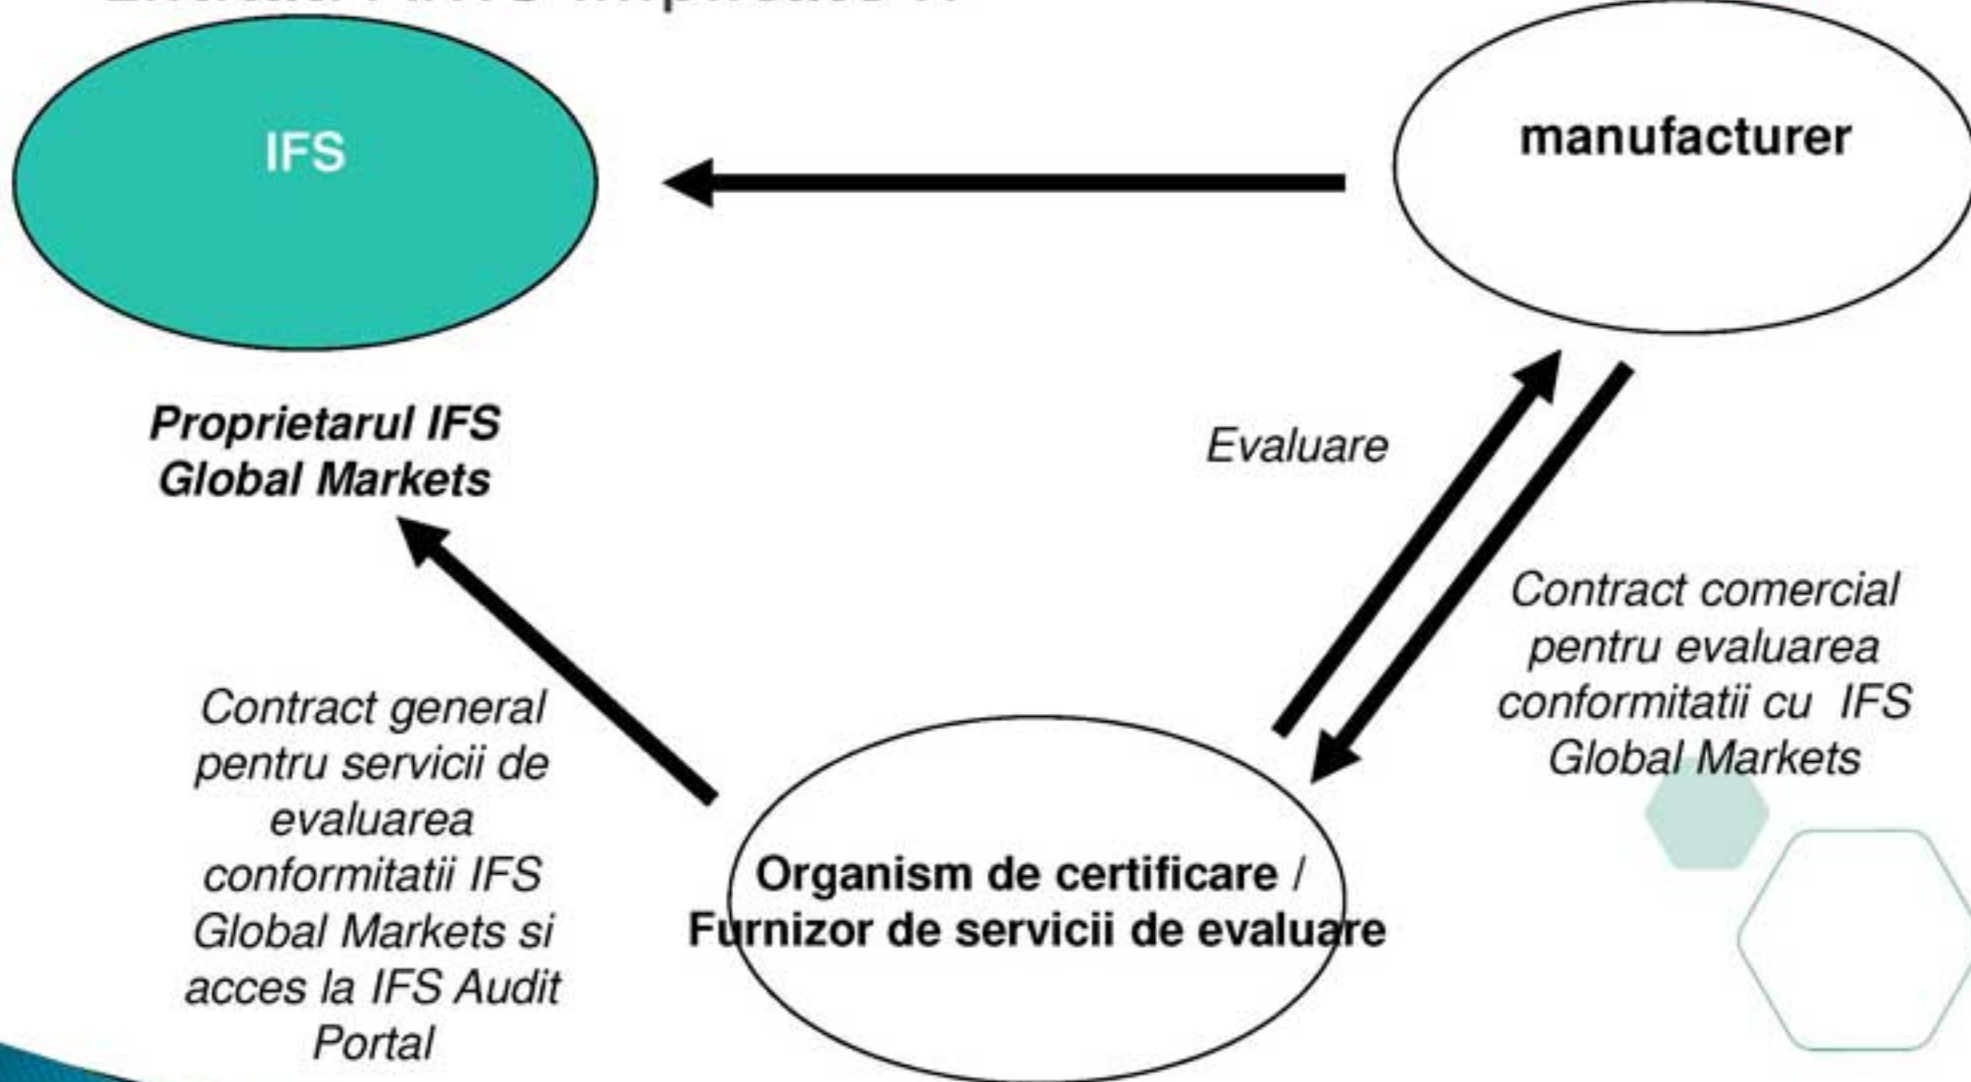 IFS
manufacturer
Proprietarul IFS
Global Markets
Evaluare
Contract comercial
pentru evaluarea
conformitatii cu IFS
Global Markets
Contract general
pentru servicii de
evaluarea
conformitatii IFS
Global Markets si
acces la IFS Audit
Portal
Organism de certificare /
Furnizor de servicii de evaluare